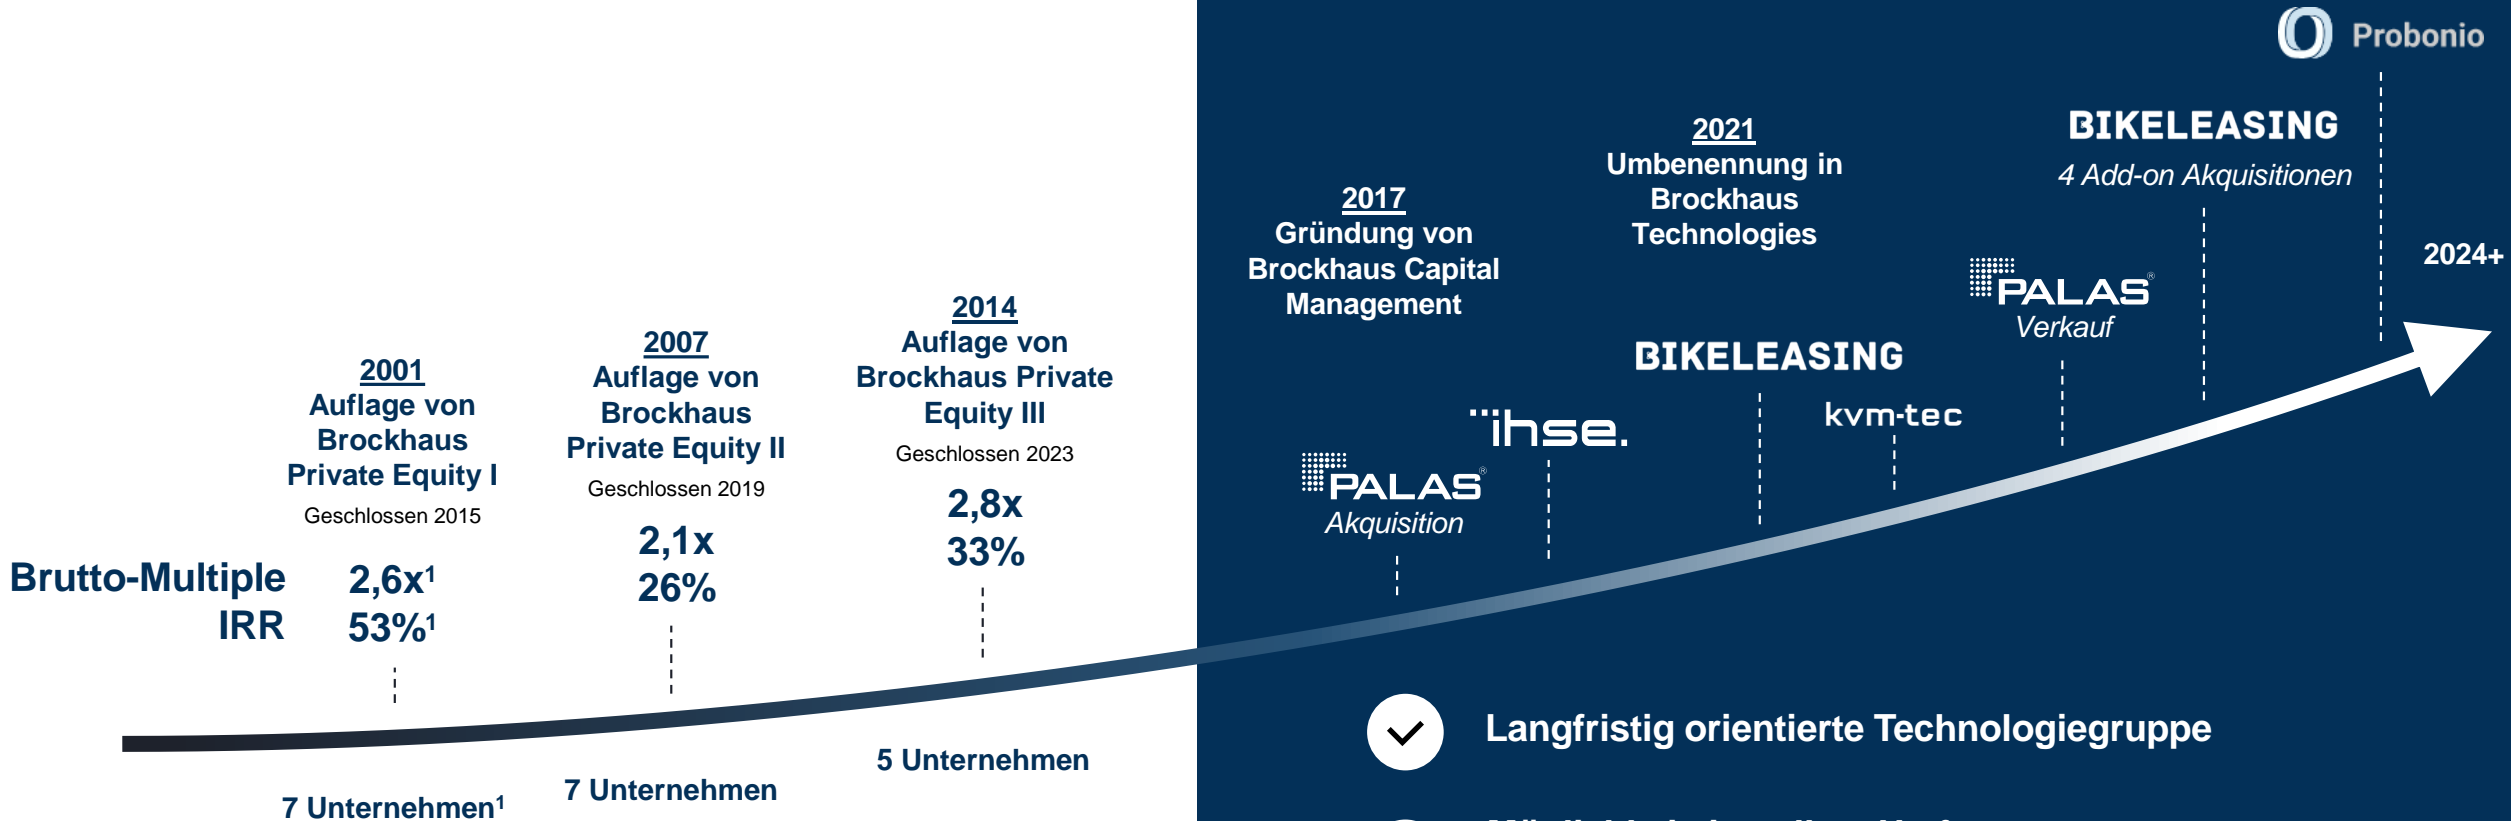 2001
Auflage von
Brockhaus
Private Equity I
Geschlossen 2015
Brutto-Multiple
IRR
2,6x¹
53%¹
7 Unternehmen¹
2007
Auflage von
Brockhaus
Private Equity II
Geschlossen 2019
2,1x
26%
7 Unternehmen
2014
Auflage von
Brockhaus Private
Equity III
Geschlossen 2023
2,8x
33%
5 Unternehmen
2017
Gründung von
Brockhaus Capital
Management
PALAS®
Akquisition
ihse.
2021
Umbenennung in
Brockhaus
Technologies
BIKELEASING
kvm-tec
PALAS®
Verkauf
BIKELEASING
4 Add-on Akquisitionen
Probonio
2024+
Langfristig orientierte Technologiegruppe